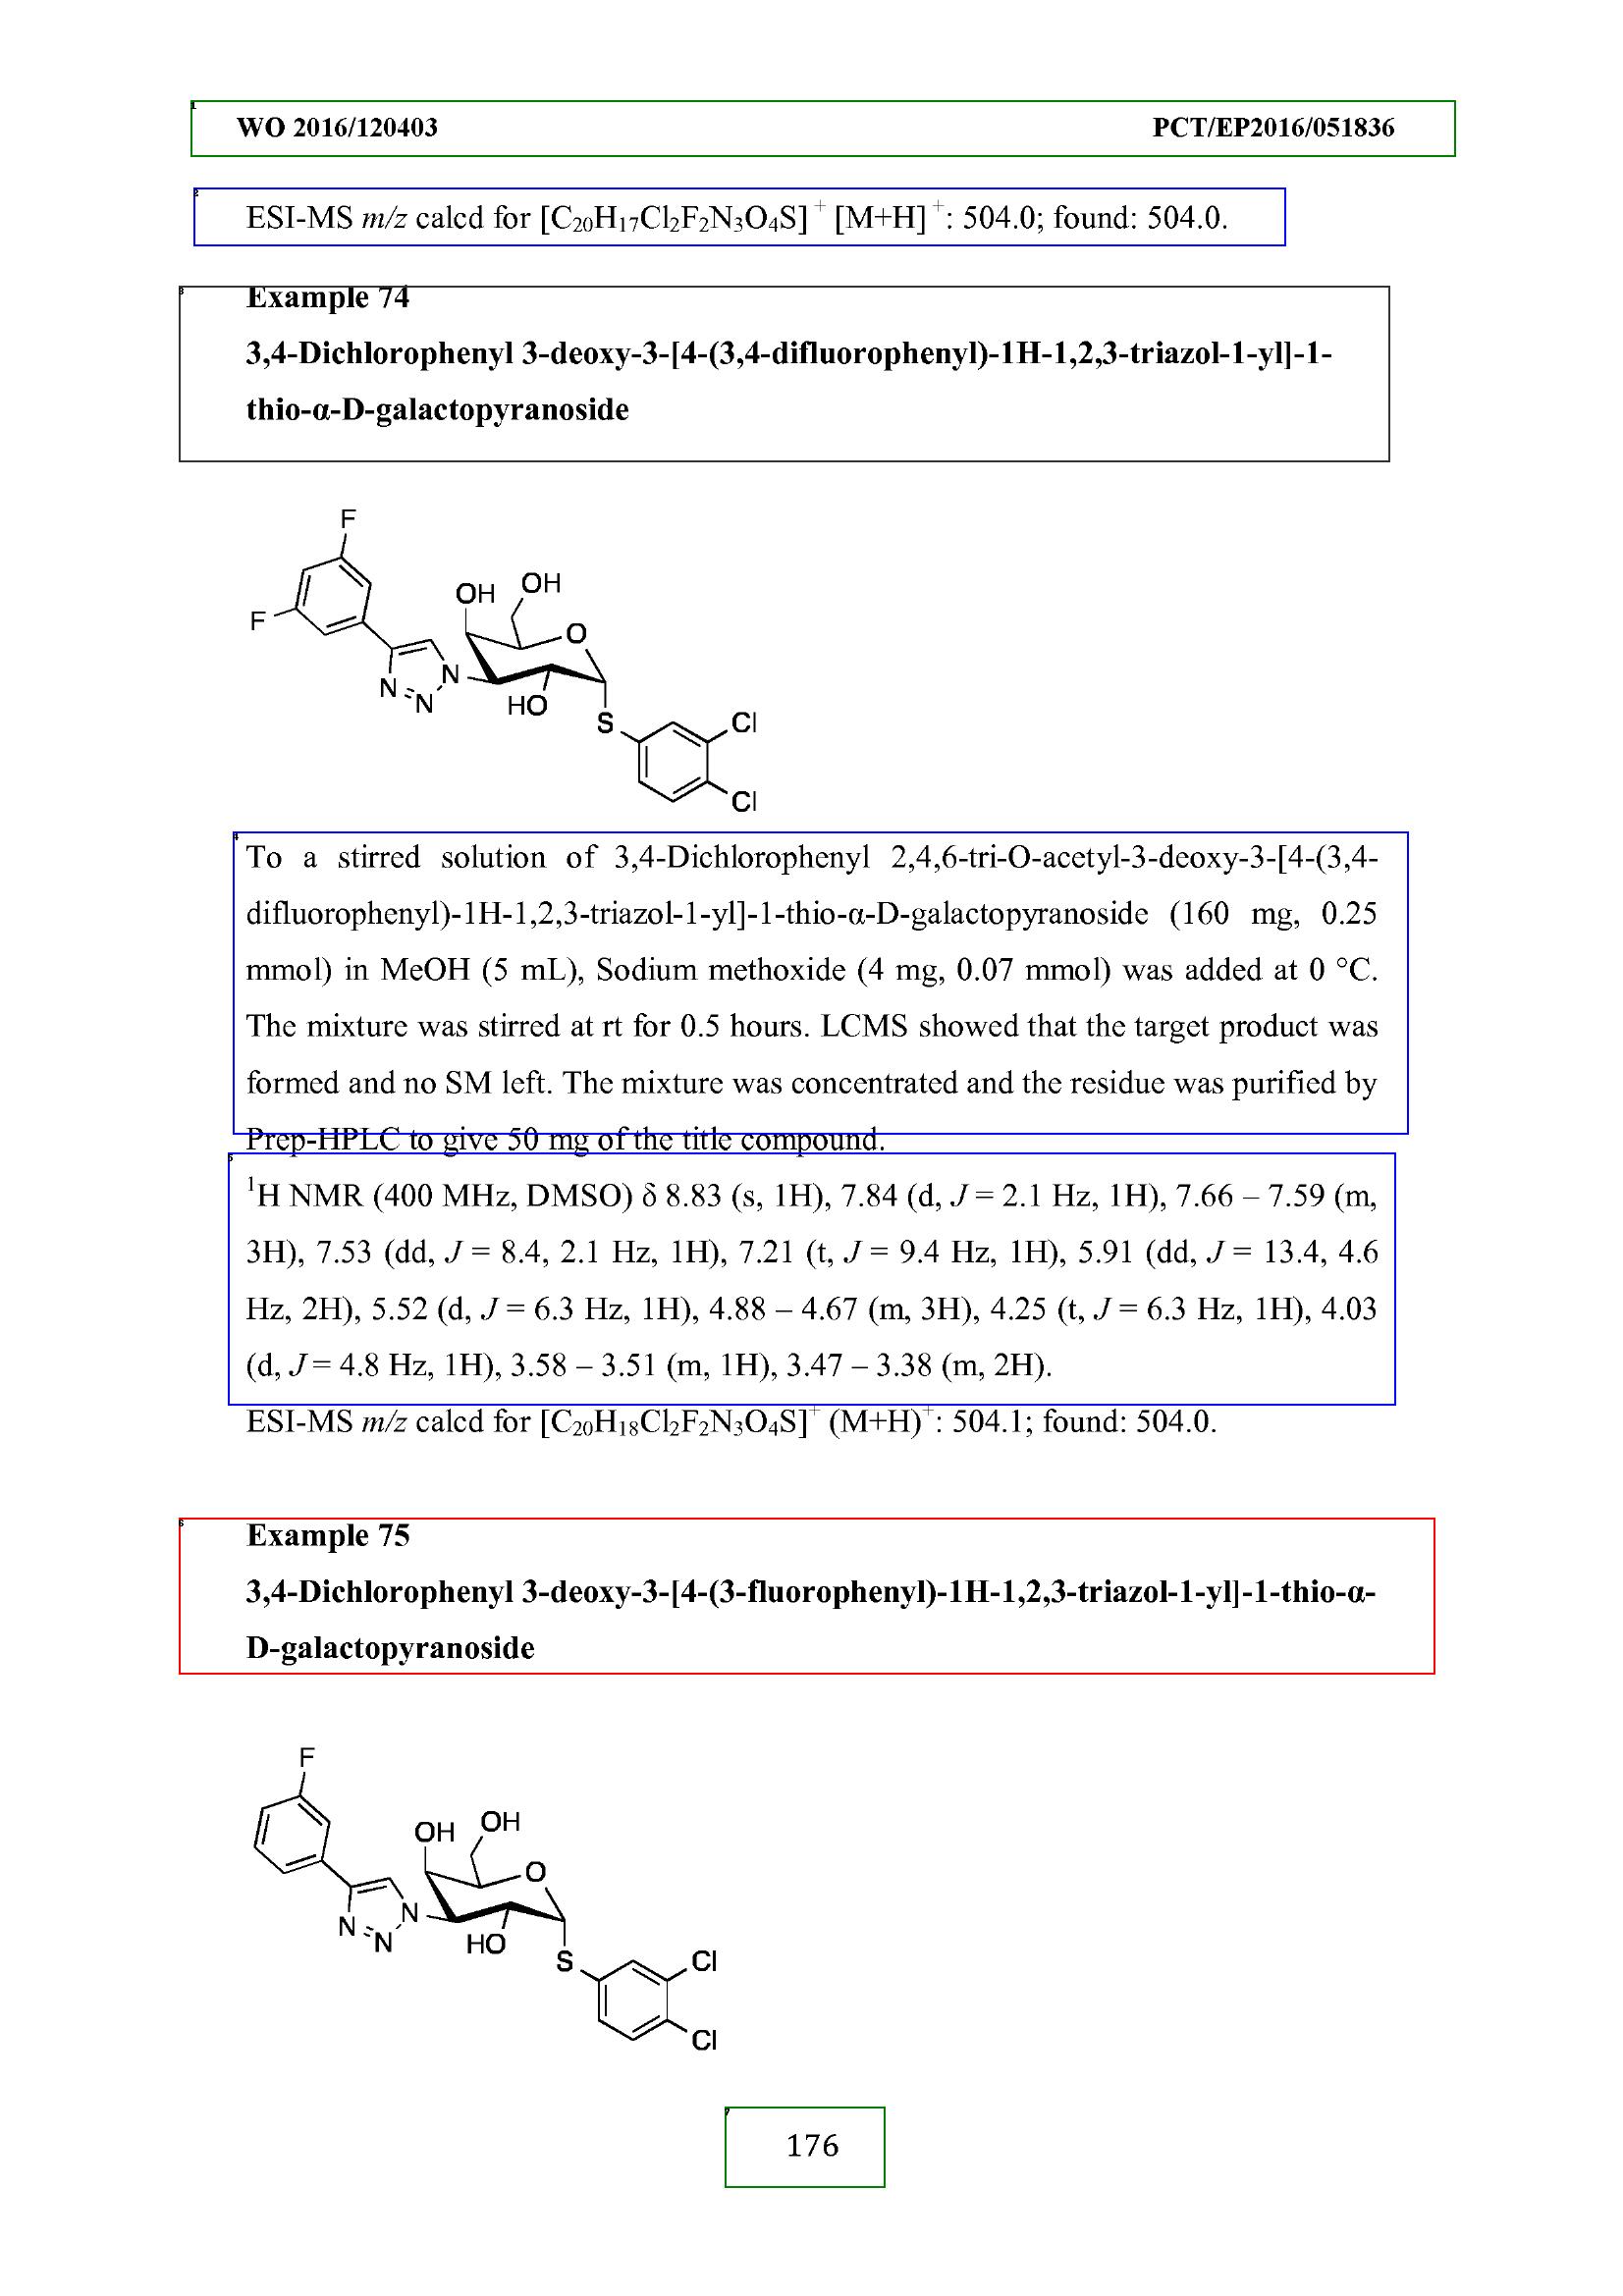 WO 2016/120403 PCT/EP2016/051836
ESI-MS m/z calcd for [C20H17Cl2F2N3O4S]+ [M+H]+: 504.0; found: 504.0.
Example 74
3,4-Dichlorophenyl 3-deoxy-3-[4-(3,4-difluorophenyl)-1H-1,2,3-triazol-1-yl]-1-
thio-α-D-galactopyranoside
F
OH
OH
F
O
N
N
N
HO
S
Cl
Cl
To a stirred solution of 3,4-Dichlorophenyl 2,4,6-tri-O-acetyl-3-deoxy-3-[4-(3,4-
difluorophenyl)-1H-1,2,3-triazol-1-yl]-1-thio-α-D-galactopyranoside (160 mg, 0.25
mmol) in MeOH (5 mL), Sodium methoxide (4 mg, 0.07 mmol) was added at 0 °C.
The mixture was stirred at rt for 0.5 hours. LCMS showed that the target product was
formed and no SM left. The mixture was concentrated and the residue was purified by
Prep-HPLC to give 50 mg of the title compound.
1H NMR (400 MHz, DMSO) δ 8.83 (s, 1H), 7.84 (d, J = 2.1 Hz, 1H), 7.66 – 7.59 (m,
3H), 7.53 (dd, J = 8.4, 2.1 Hz, 1H), 7.21 (t, J = 9.4 Hz, 1H), 5.91 (dd, J = 13.4, 4.6
Hz, 2H), 5.52 (d, J = 6.3 Hz, 1H), 4.88 – 4.67 (m, 3H), 4.25 (t, J = 6.3 Hz, 1H), 4.03
(d, J = 4.8 Hz, 1H), 3.58 – 3.51 (m, 1H), 3.47 – 3.38 (m, 2H).
ESI-MS m/z calcd for [C20H18Cl2F2N3O4S]+ (M+H)+: 504.1; found: 504.0.
Example 75
3,4-Dichlorophenyl 3-deoxy-3-[4-(3-fluorophenyl)-1H-1,2,3-triazol-1-yl]-1-thio-α-
D-galactopyranoside
F
OH
OH
O
N
N
N
HO
S
Cl
Cl
176